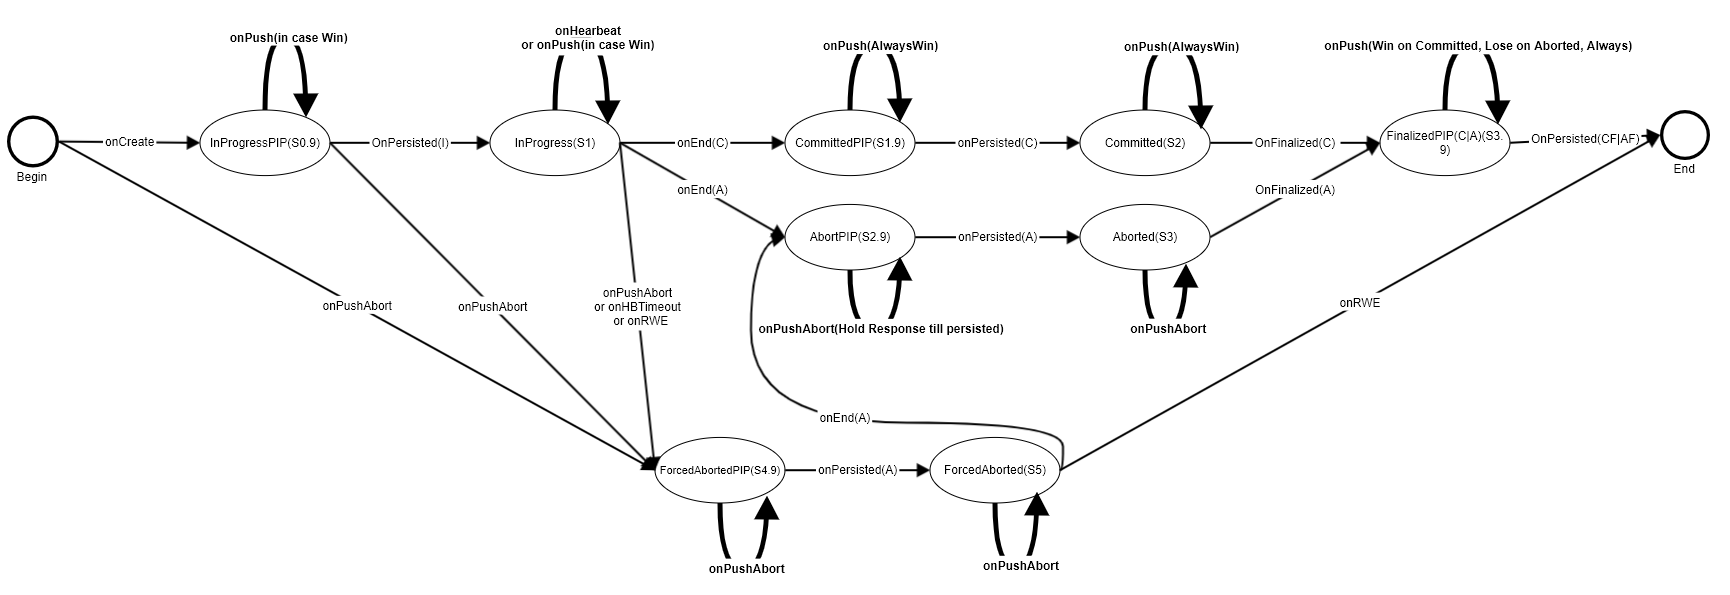 onPush(in case Win)
onHearbeat
or onPush(in case Win)
onPush(AlwaysWin)
onPush(AlwaysWin)
onPush(Win on Committed, Lose on Aborted, Always)
Begin
onCreate
InProgressPIP(S0.9)
OnPersisted(I)
InProgress(S1)
onEnd(C)
CommittedPIP(S1.9)
onPersisted(C)
Committed(S2)
OnFinalized(C)
FinalizedPIP(C|A)(S3.
9)
OnPersisted(CF|AF)
End
onEnd(A)
OnFinalized(A)
AbortPIP(S2.9)
onPersisted(A)
Aborted(S3)
onPushAbort
onPushAbort
onPushAbort
or onHBTimeout
or onRWE
onPushAbort(Hold Response till persisted)
onPushAbort
onRWE
onEnd(A)
ForcedAbortedPIP(S4.9)
onPersisted(A)
ForcedAborted(S5)
onPushAbort
onPushAbort